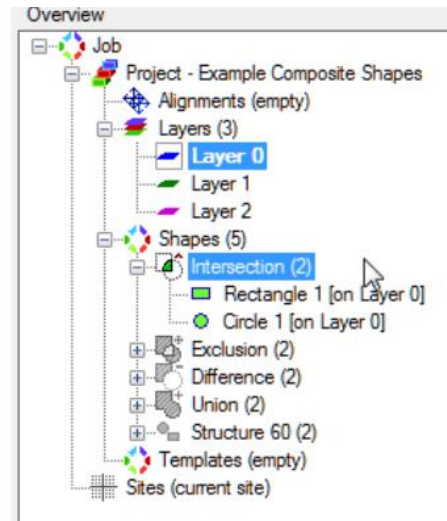 Overview
Job
Project - Example Composite Shapes
Alignments (empty)
Layers (3)
Layer 0
Layer 1
Layer 2
Shapes (5)
Intersection (2)
Rectangle 1 [on Layer 0]
Circle 1 [on Layer 0]
Exclusion (2)
Difference (2)
Union (2)
Structure 60 (2)
Templates (empty)
Sites (current site)